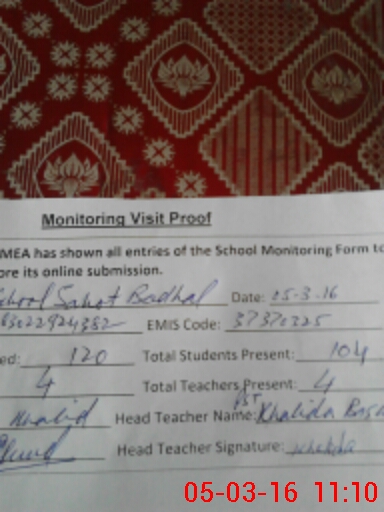 Monitoring Visit Proof
MEA has shown all entries of the School Monitoring Form to
ore its online submission.
School Sahot Badhal Date: 05-3-16
EMIS Code: 37370325
ed: 120 Total Students Present: 104
4 Total Teachers Present: 4
Khalid Head Teacher Name: PST Khalida
Head Teacher Signature: Khalida
05-03-16 11:10